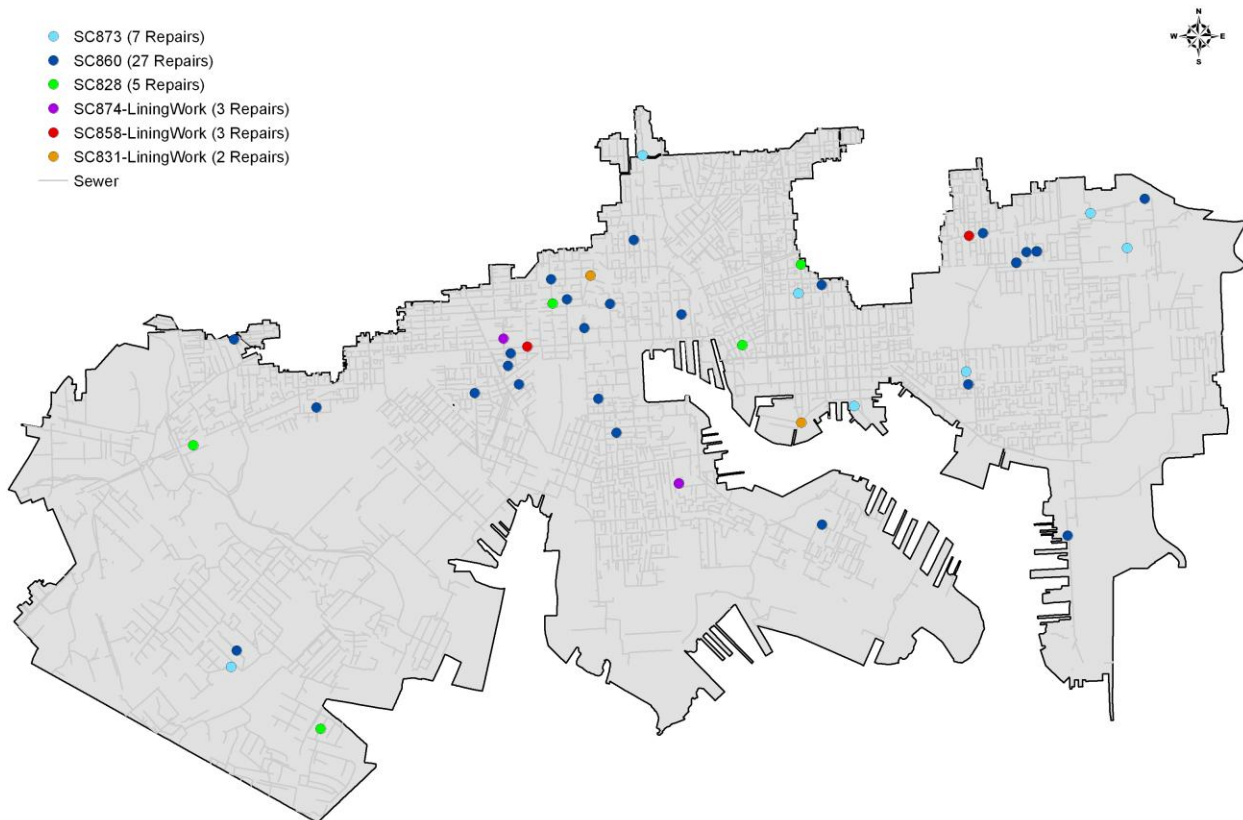 SC873 (7 Repairs)
SC860 (27 Repairs)
SC828 (5 Repairs)
SC874-LiningWork (3 Repairs)
SC858-LiningWork (3 Repairs)
SC831-LiningWork (2 Repairs)
Sewer
N
W E
S